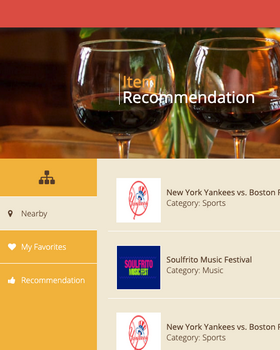 Item
Recommendation
Nearby
My Favorites
Recommendation
New York Yankees vs. Boston
Category: Sports
SOULFRITO
MUSIC FEST
Soulfrito Music Festival
Category: Music
New York Yankees vs. Boston
Category: Sports